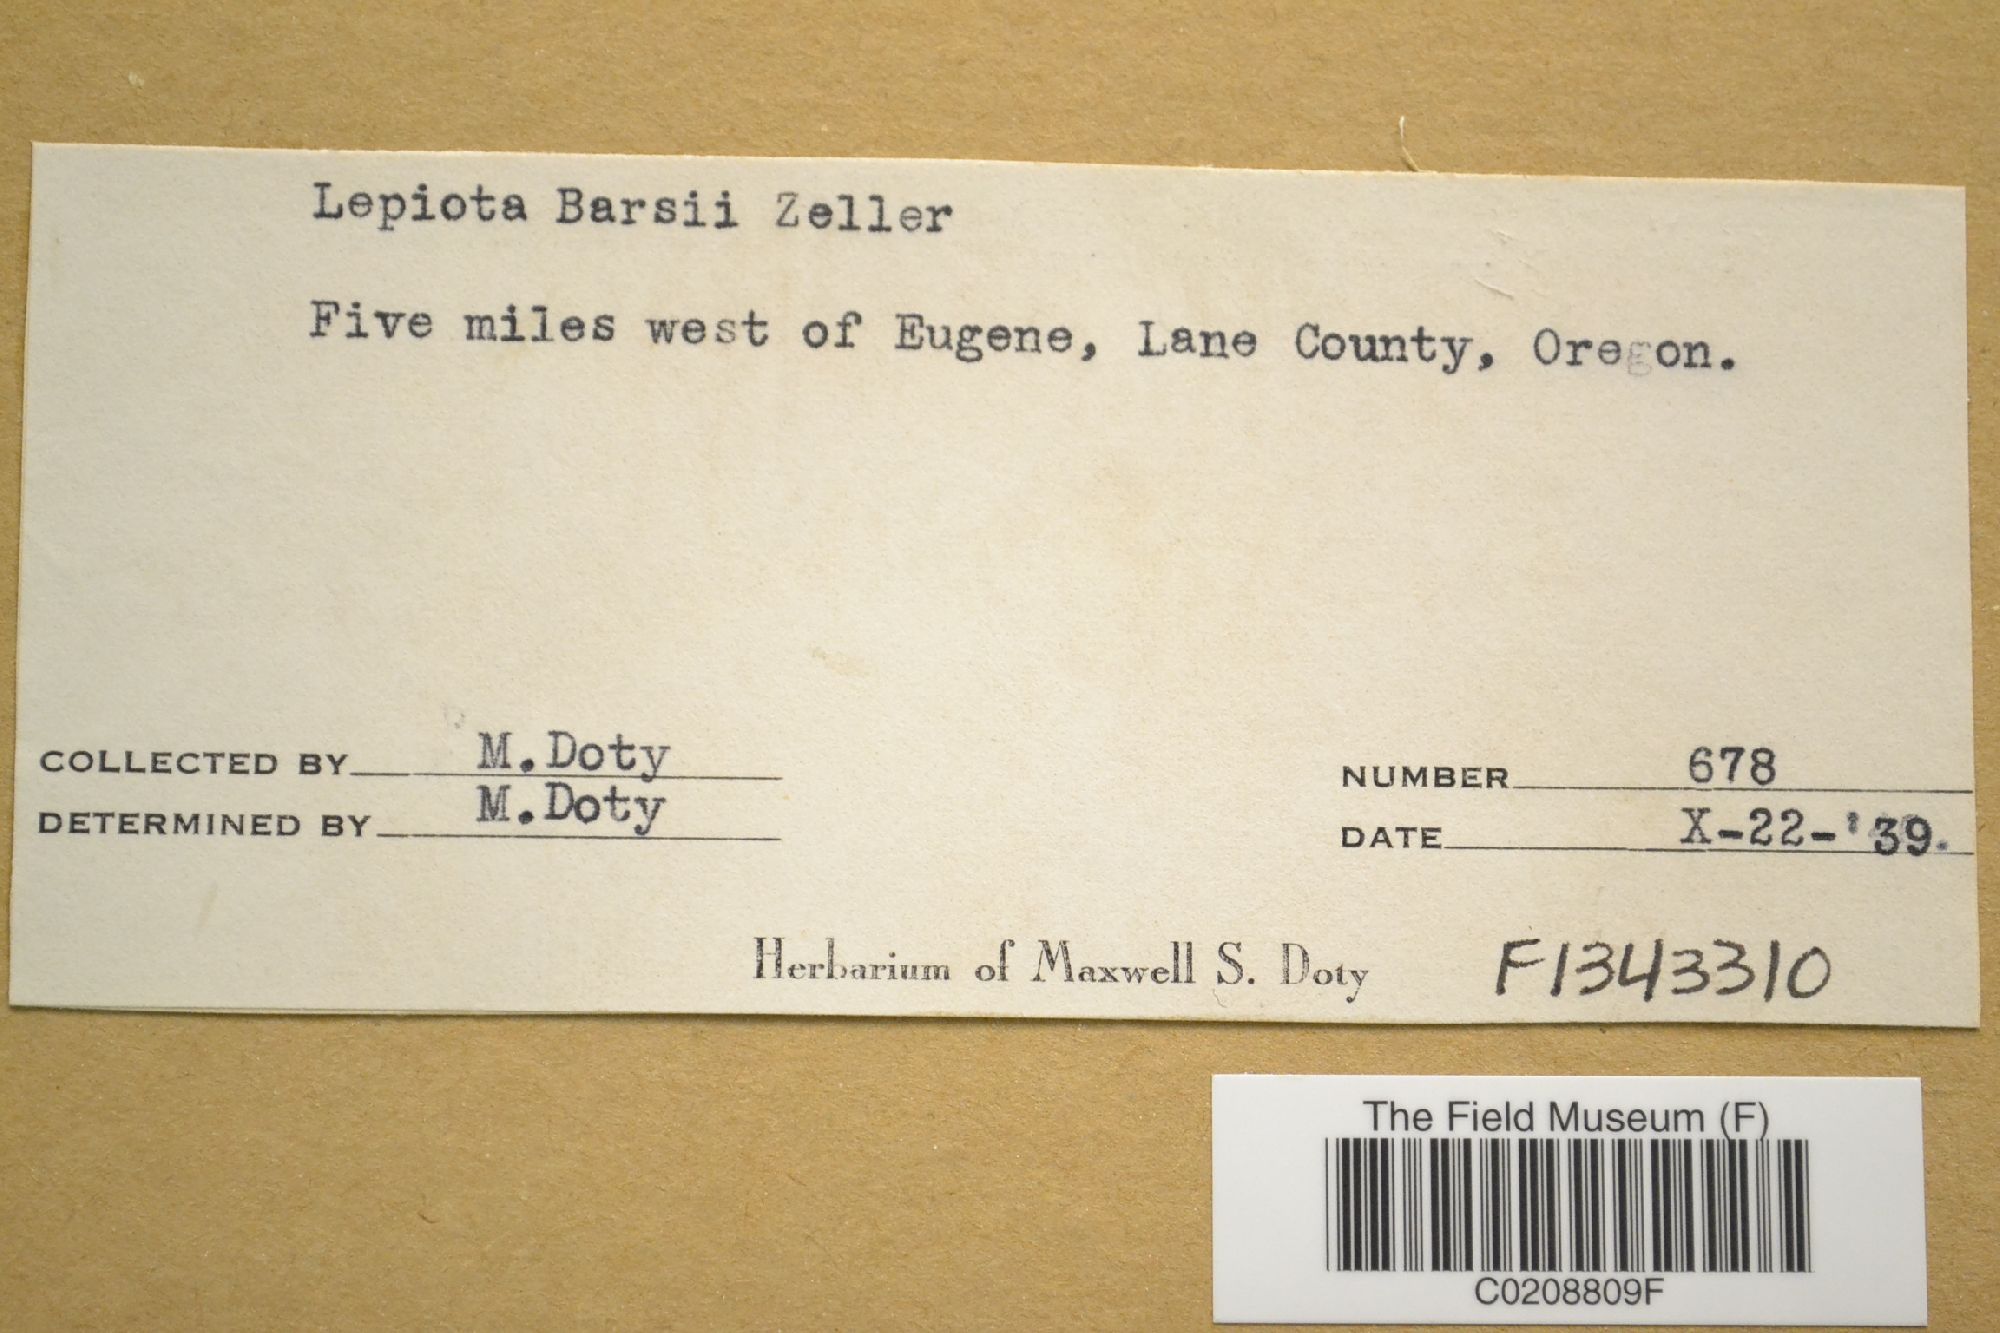 Lepiota Barsii Zeller
Five miles west of Eugene, Lane County, Oregon.
COLLECTED BY M.Doty
DETERMINED BY M.Doty
NUMBER 678
DATE X-22-'39.
Herbarium of Maxwell S. Doty
F1343310
The Field Museum (F)
C0208809F